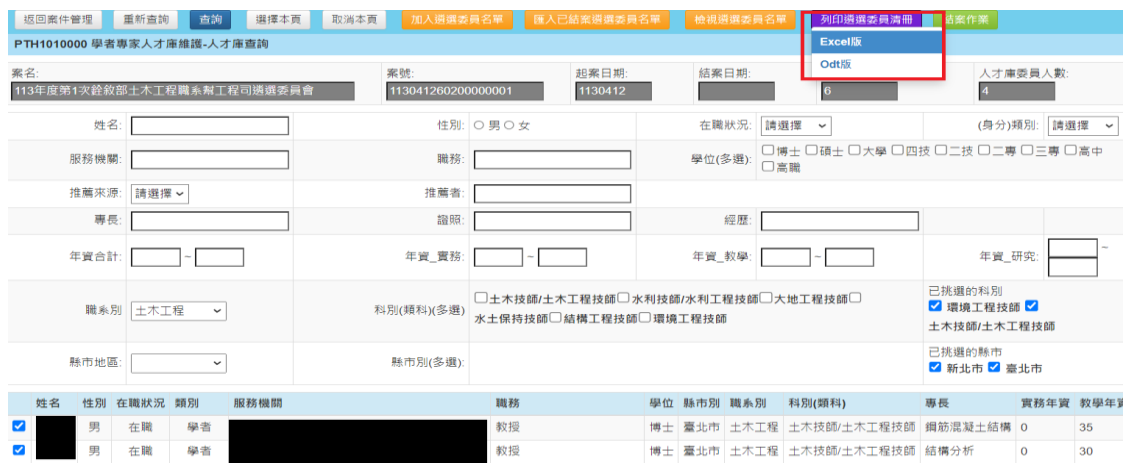 返回案件管理 重新查詢 查詢 選擇本頁 取消本頁 加入遴選委員名單 匯入已結案遴選委員名單 檢視遴選委員名單 列印遴選委員清冊 結案作業
PTH1010000 學者專家人才庫維護-人才庫查詢 Excel版
Odt版
案名: 案號: 起案日期: 結案日期: 人才庫委員人數:
113年度第1次銓敘部土木工程職系幫工程司遴選委員會 113041260200000001 1130412 6 4
姓名: 性別: 男 女 在職狀況: 請選擇 (身分)類別: 請選擇
服務機關: 職務: 學位(多選): 博士 碩士 大學 四技 二技 二專 三專 高中
高職
推薦來源: 請選擇 推薦者:
專長: 證照: 經歷:
年資合計: ~ 年資_實務: ~ 年資_教學: ~ 年資_研究: ~
職系別 土木工程 科別(類科)(多選) 土木技師/土木工程技師 水利技師/水利工程技師 大地工程技師
水土保持技師 結構工程技師 環境工程技師
已挑選的科別
環境工程技師
土木技師/土木工程技師
縣市地區: 縣市別(多選): 已挑選的縣市
新北市 臺北市
姓名 性別 在職狀況 類別 服務機關 職務 學位 縣市別 職系別 科別(類科) 專長 實務年資 教學年資
男 在職 學者 教授 博士 臺北市 土木工程 土木技師/土木工程技師 鋼筋混凝土結構 0 35
男 在職 學者 教授 博士 臺北市 土木工程 土木技師/土木工程技師 結構分析 0 30